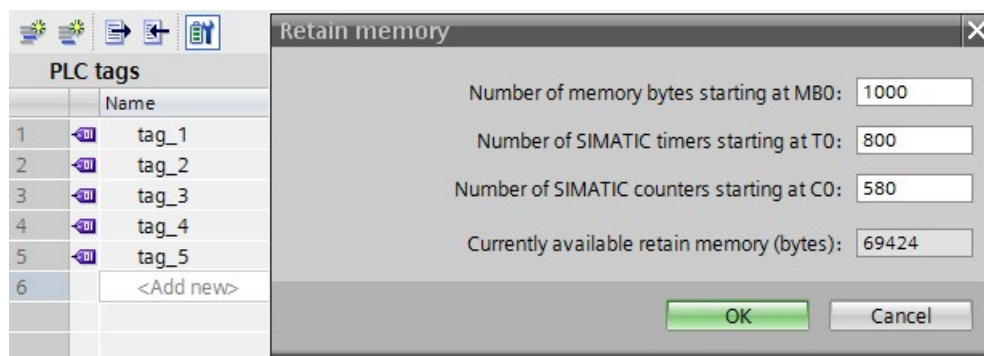 Retain memory
PLC tags
Name
1 tag_1
2 tag_2
3 tag_3
4 tag_4
5 tag_5
6 <Add new>
Number of memory bytes starting at MB0: 1000
Number of SIMATIC timers starting at T0: 800
Number of SIMATIC counters starting at C0: 580
Currently available retain memory (bytes): 69424
OK Cancel